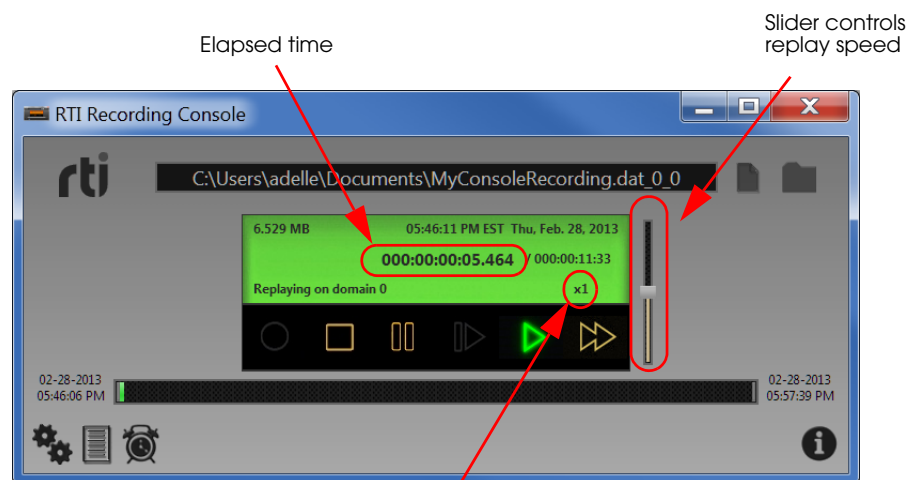 Slider controls
replay speed
Elapsed time
RTI Recording Console
rti
C:\Users\adelle\Documents\MyConsoleRecording.dat_0_0
6.529 MB 05:46:11 PM EST Thu, Feb. 28, 2013
000:00:00:05.464 / 000:00:11:33
Replaying on domain 0 x1
02-28-2013 02-28-2013
05:46:06 PM 05:57:39 PM